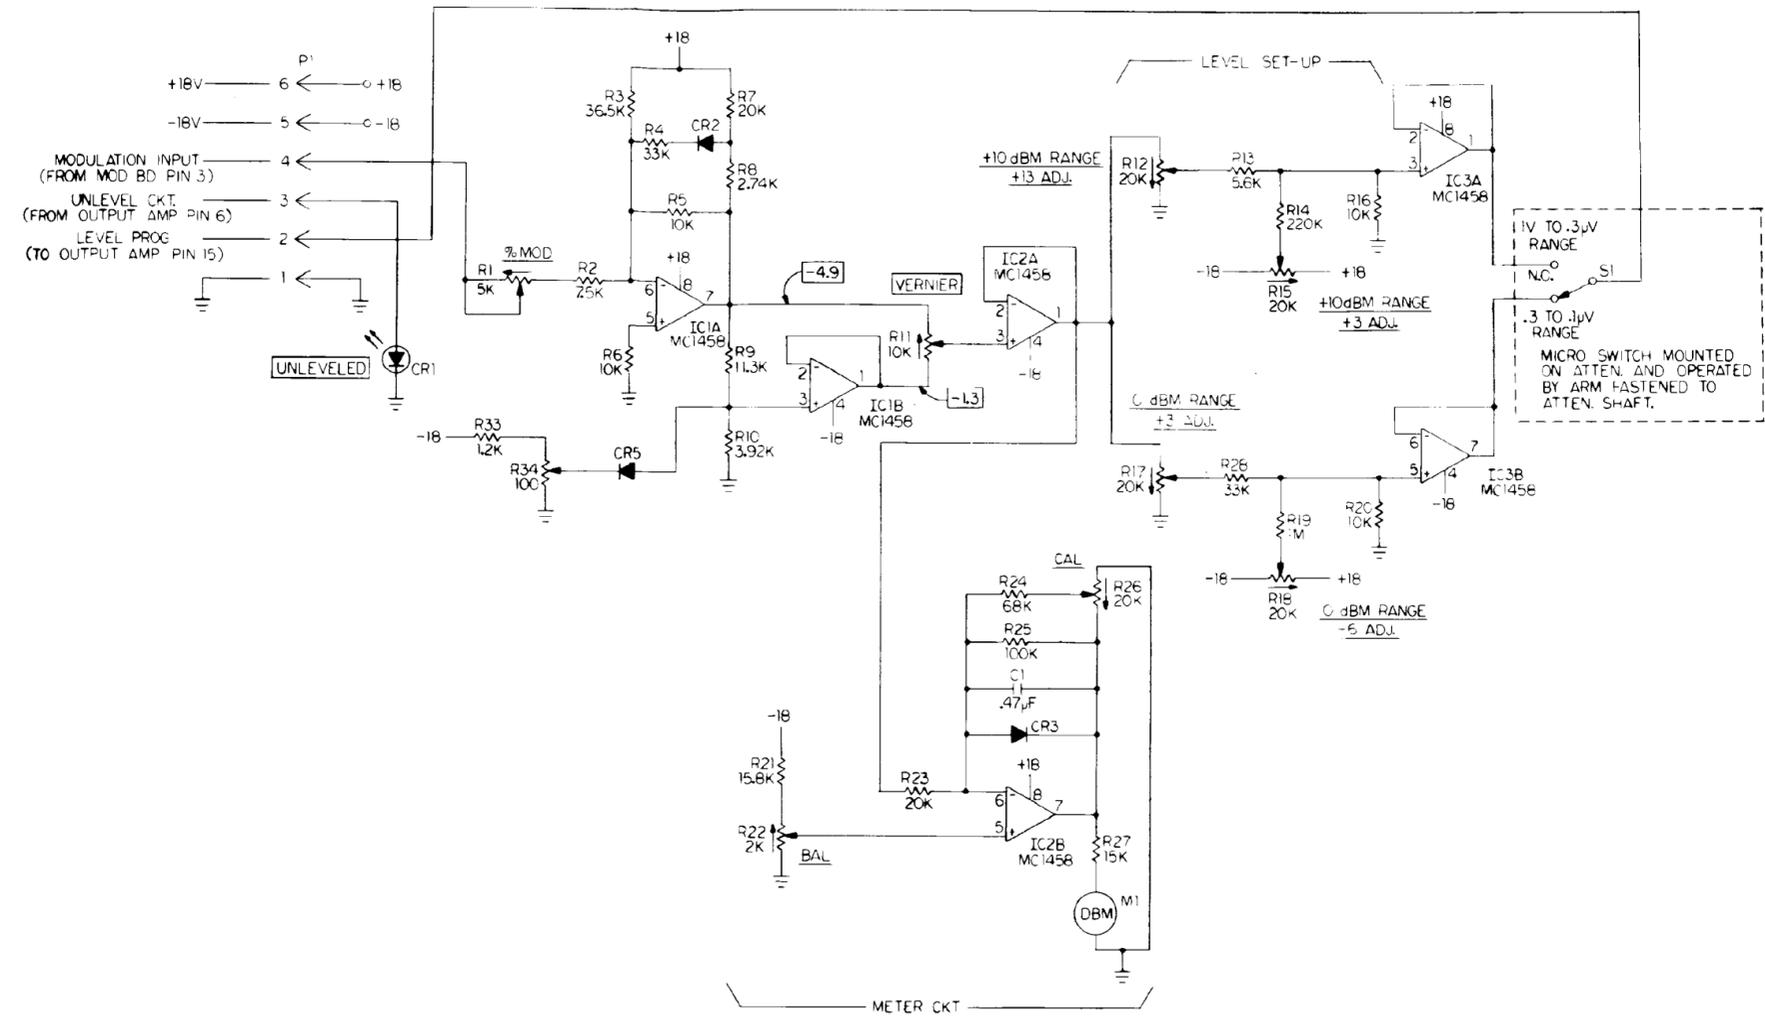 +18
P1
+18V 6 +18
-18V 5 -18
MODULATION INPUT 4
(FROM MOD BD PIN 3)
UNLEVEL CKT. 3
(FROM OUTPUT AMP PIN 6)
LEVEL PROG 2
(TO OUTPUT AMP PIN 15)
1
UNLEVELED
CR1
% MOD
R1
5K
R2
7.5K
R3
36.5K
R4
33K
CR2
R7
20K
R8
2.74K
R5
10K
+18
6
8
7
5
IC1A
MC1458
R6
10K
R9
11.3K
R10
3.92K
-18
R33
1.2K
R34
100
CR5
2
1
3
4
IC1B
MC1458
-18
-4.9
-1.3
VERNIER
R11
10K
IC2A
MC1458
2
1
3
4
-18
LEVEL SET-UP
+10 dBM RANGE
+13 ADJ.
R12
20K
R13
5.6K
R14
220K
R16
10K
-18
+18
R15
20K
+10dBM RANGE
+3 ADJ.
+18
2
8
1
3
IC3A
MC1458
1V TO .3µV
RANGE
N.C.
S1
.3 TO .1µV
RANGE
MICRO SWITCH MOUNTED
ON ATTEN. AND OPERATED
BY ARM FASTENED TO
ATTEN. SHAFT.
0 dBM RANGE
+3 ADJ.
R17
20K
R28
33K
R19
1M
R20
10K
6
7
5
4
-18
IC3B
MC1458
-18
+18
R18
20K
0 dBM RANGE
-6 ADJ.
CAL
R24
68K
R26
20K
R25
100K
C1
.47µF
CR3
-18
R21
15.8K
R22
2K
BAL
R23
20K
+18
6
8
7
5
IC2B
MC1458
R27
15K
DBM
M1
METER CKT